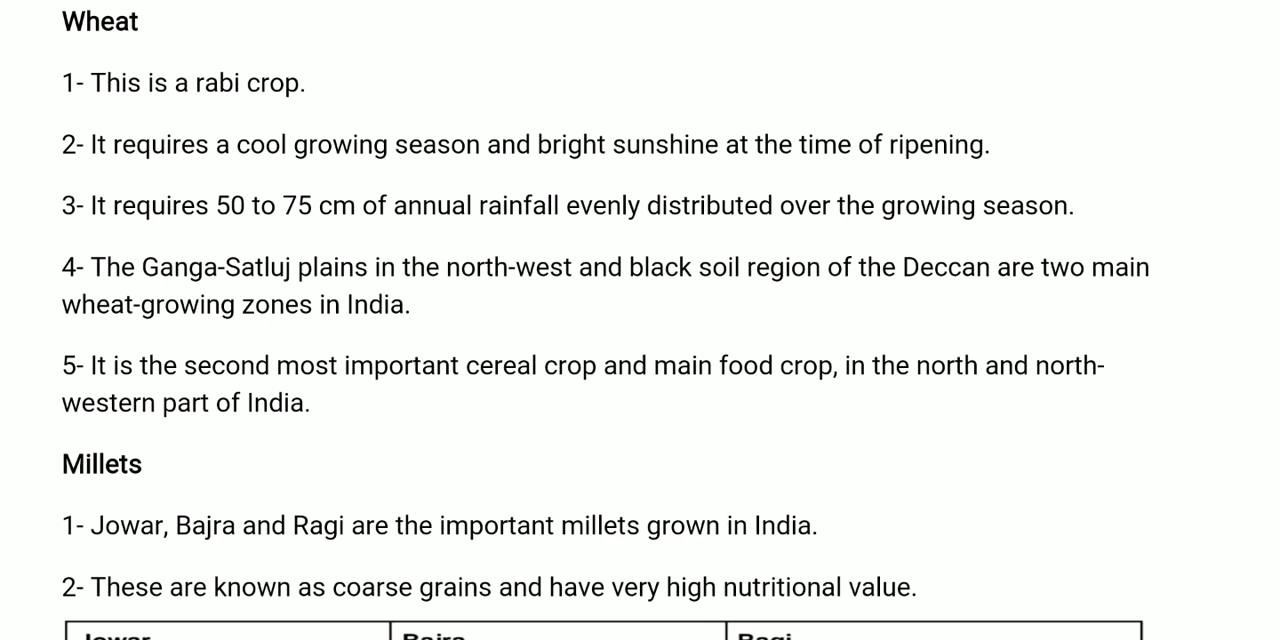 Wheat
1- This is a rabi crop.
2- It requires a cool growing season and bright sunshine at the time of ripening.
3- It requires 50 to 75 cm of annual rainfall evenly distributed over the growing season.
4- The Ganga-Satluj plains in the north-west and black soil region of the Deccan are two main
wheat-growing zones in India.
5- It is the second most important cereal crop and main food crop, in the north and north-
western part of India.
Millets
1- Jowar, Bajra and Ragi are the important millets grown in India.
2- These are known as coarse grains and have very high nutritional value.
Jowar Bajra Ragi